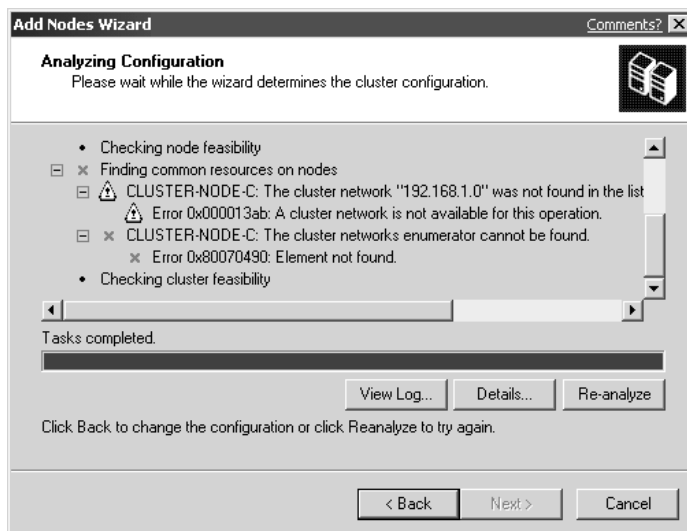 Add Nodes Wizard Comments?
Analyzing Configuration
Please wait while the wizard determines the cluster configuration.
Checking node feasibility
Finding common resources on nodes
CLUSTER-NODE-C: The cluster network "192.168.1.0" was not found in the list
Error 0x000013ab: A cluster network is not available for this operation.
CLUSTER-NODE-C: The cluster networks enumerator cannot be found.
Error 0x80070490: Element not found.
Checking cluster feasibility
Tasks completed.
View Log... Details... Re-analyze
Click Back to change the configuration or click Reanalyze to try again.
< Back Next > Cancel